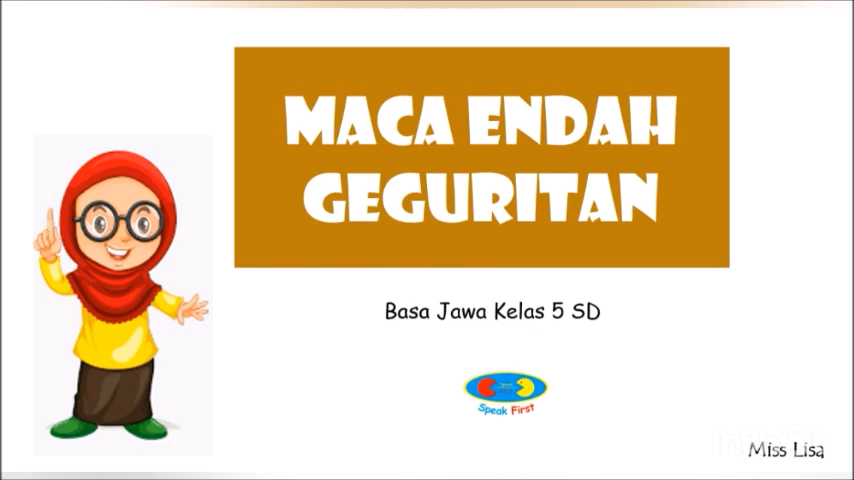 MACA ENDAH
GEGURITAN
Basa Jawa Kelas 5 SD
Speak First
Miss Lisa